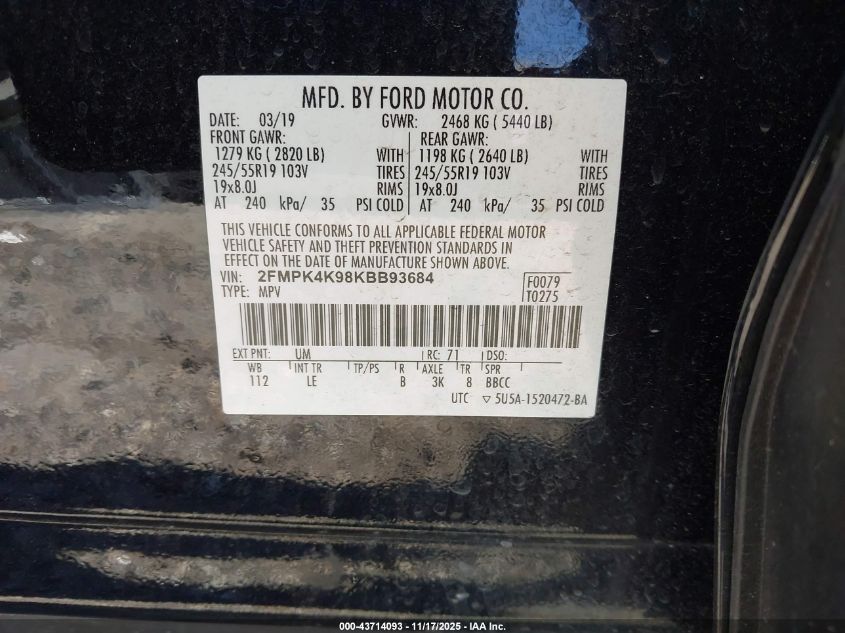 MFD. BY FORD MOTOR CO.
DATE: 03/19 GVWR: 2468 KG ( 5440 LB)
FRONT GAWR: REAR GAWR:
1279 KG ( 2820 LB) WITH 1198 KG ( 2640 LB) WITH
245/55R19 103V TIRES 245/55R19 103V TIRES
19x8.0J RIMS 19x8.0J RIMS
AT 240 kPa/ 35 PSI COLD AT 240 kPa/ 35 PSI COLD
THIS VEHICLE CONFORMS TO ALL APPLICABLE FEDERAL MOTOR
VEHICLE SAFETY AND THEFT PREVENTION STANDARDS IN
EFFECT ON THE DATE OF MANUFACTURE SHOWN ABOVE.
VIN: 2FMPK4K98KBB93684 F0079
TYPE: MPV T0275
EXT PNT: UM RC: 71 DSO:
WB INT TR TP/PS R AXLE TR SPR
112 LE B 3K 8 BBCC
UTC ▽ 5U5A-1520472-BA
000-43714093 - 11/17/2025 - IAA Inc.